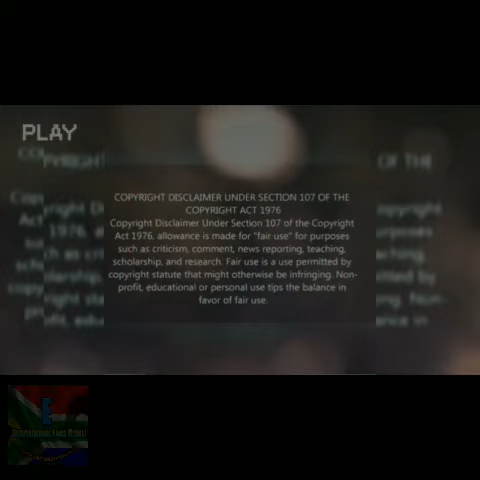 PLAY
COPYRIGHT DISCLAIMER UNDER SECTION 107 OF THE
COPYRIGHT ACT 1976
Copyright Disclaimer Under Section 107 of the Copyright
Act 1976, allowance is made for "fair use" for purposes
such as criticism, comment, news reporting, teaching,
scholarship, and research. Fair use is a use permitted by
copyright statute that might otherwise be infringing. Non-
profit, educational or personal use tips the balance in
favor of fair use.